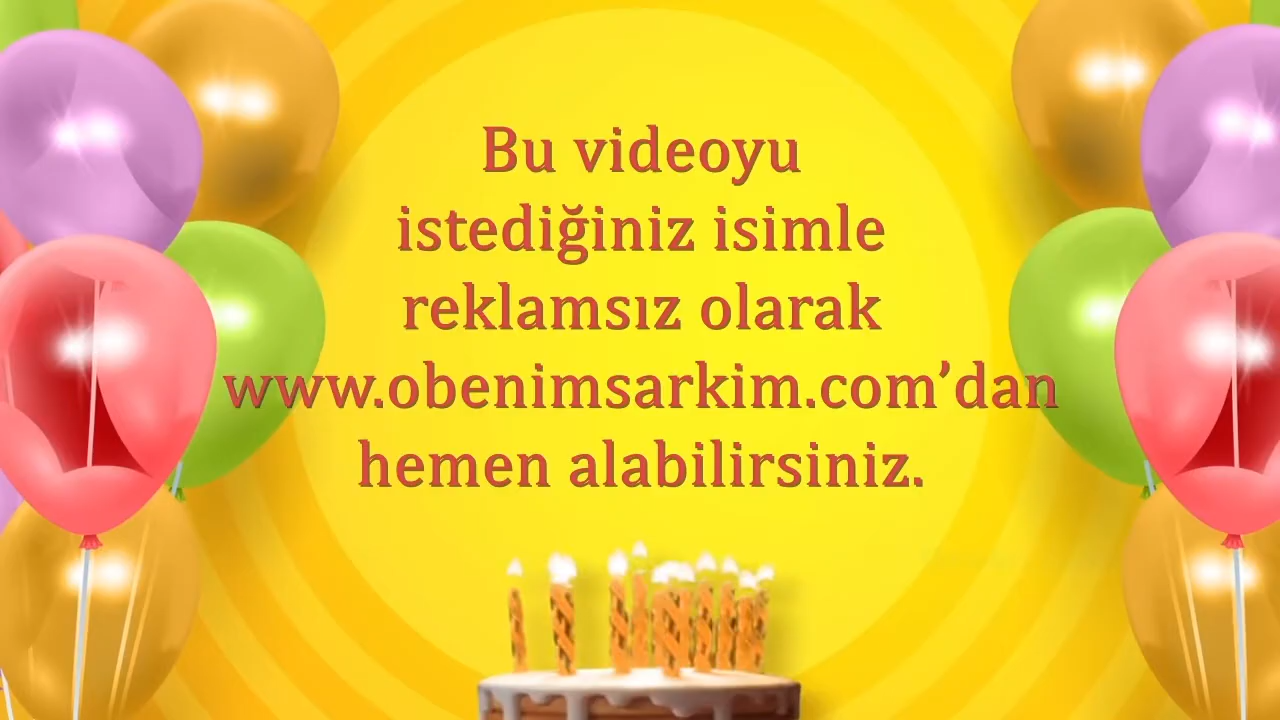 Bu videoyu
istediğiniz isimle
reklamsız olarak
www.obenimsarkim.com’dan
hemen alabilirsiniz.